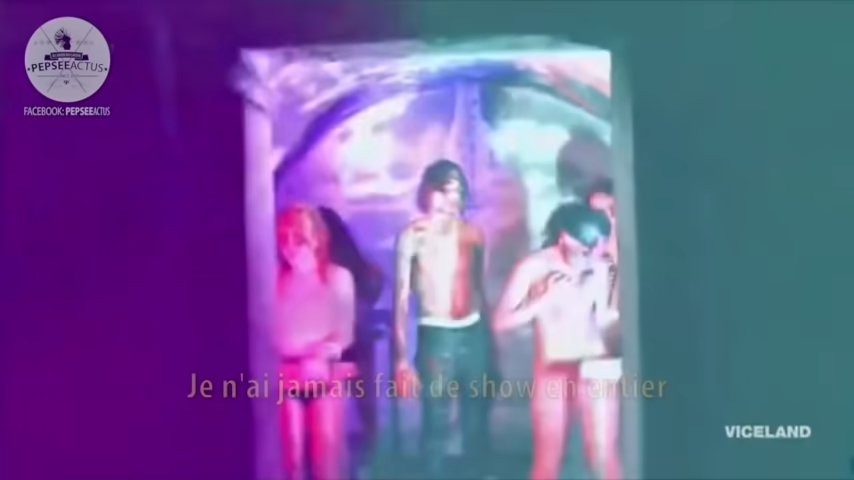 •PEPSEEACTUS•
FACEBOOK: PEPSEEACTUS
Je n'ai jamais fait de show en entier
VICELAND